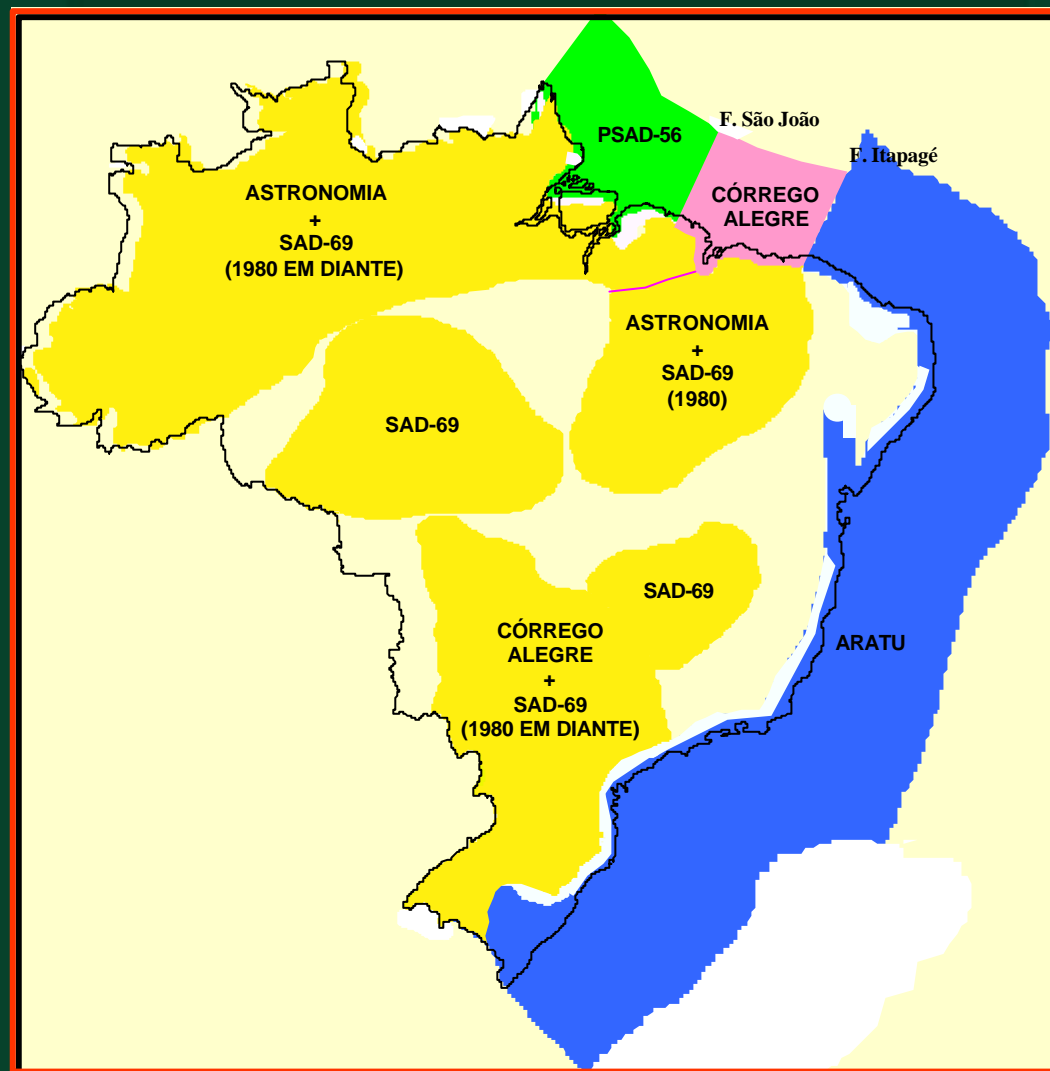 F. São João
PSAD-56
F. Itapagé
ASTRONOMIA
+
SAD-69
(1980 EM DIANTE)
CÓRREGO
ALEGRE
ASTRONOMIA
+
SAD-69
(1980)
SAD-69
SAD-69
CÓRREGO
ALEGRE
+
SAD-69
(1980 EM DIANTE)
ARATU